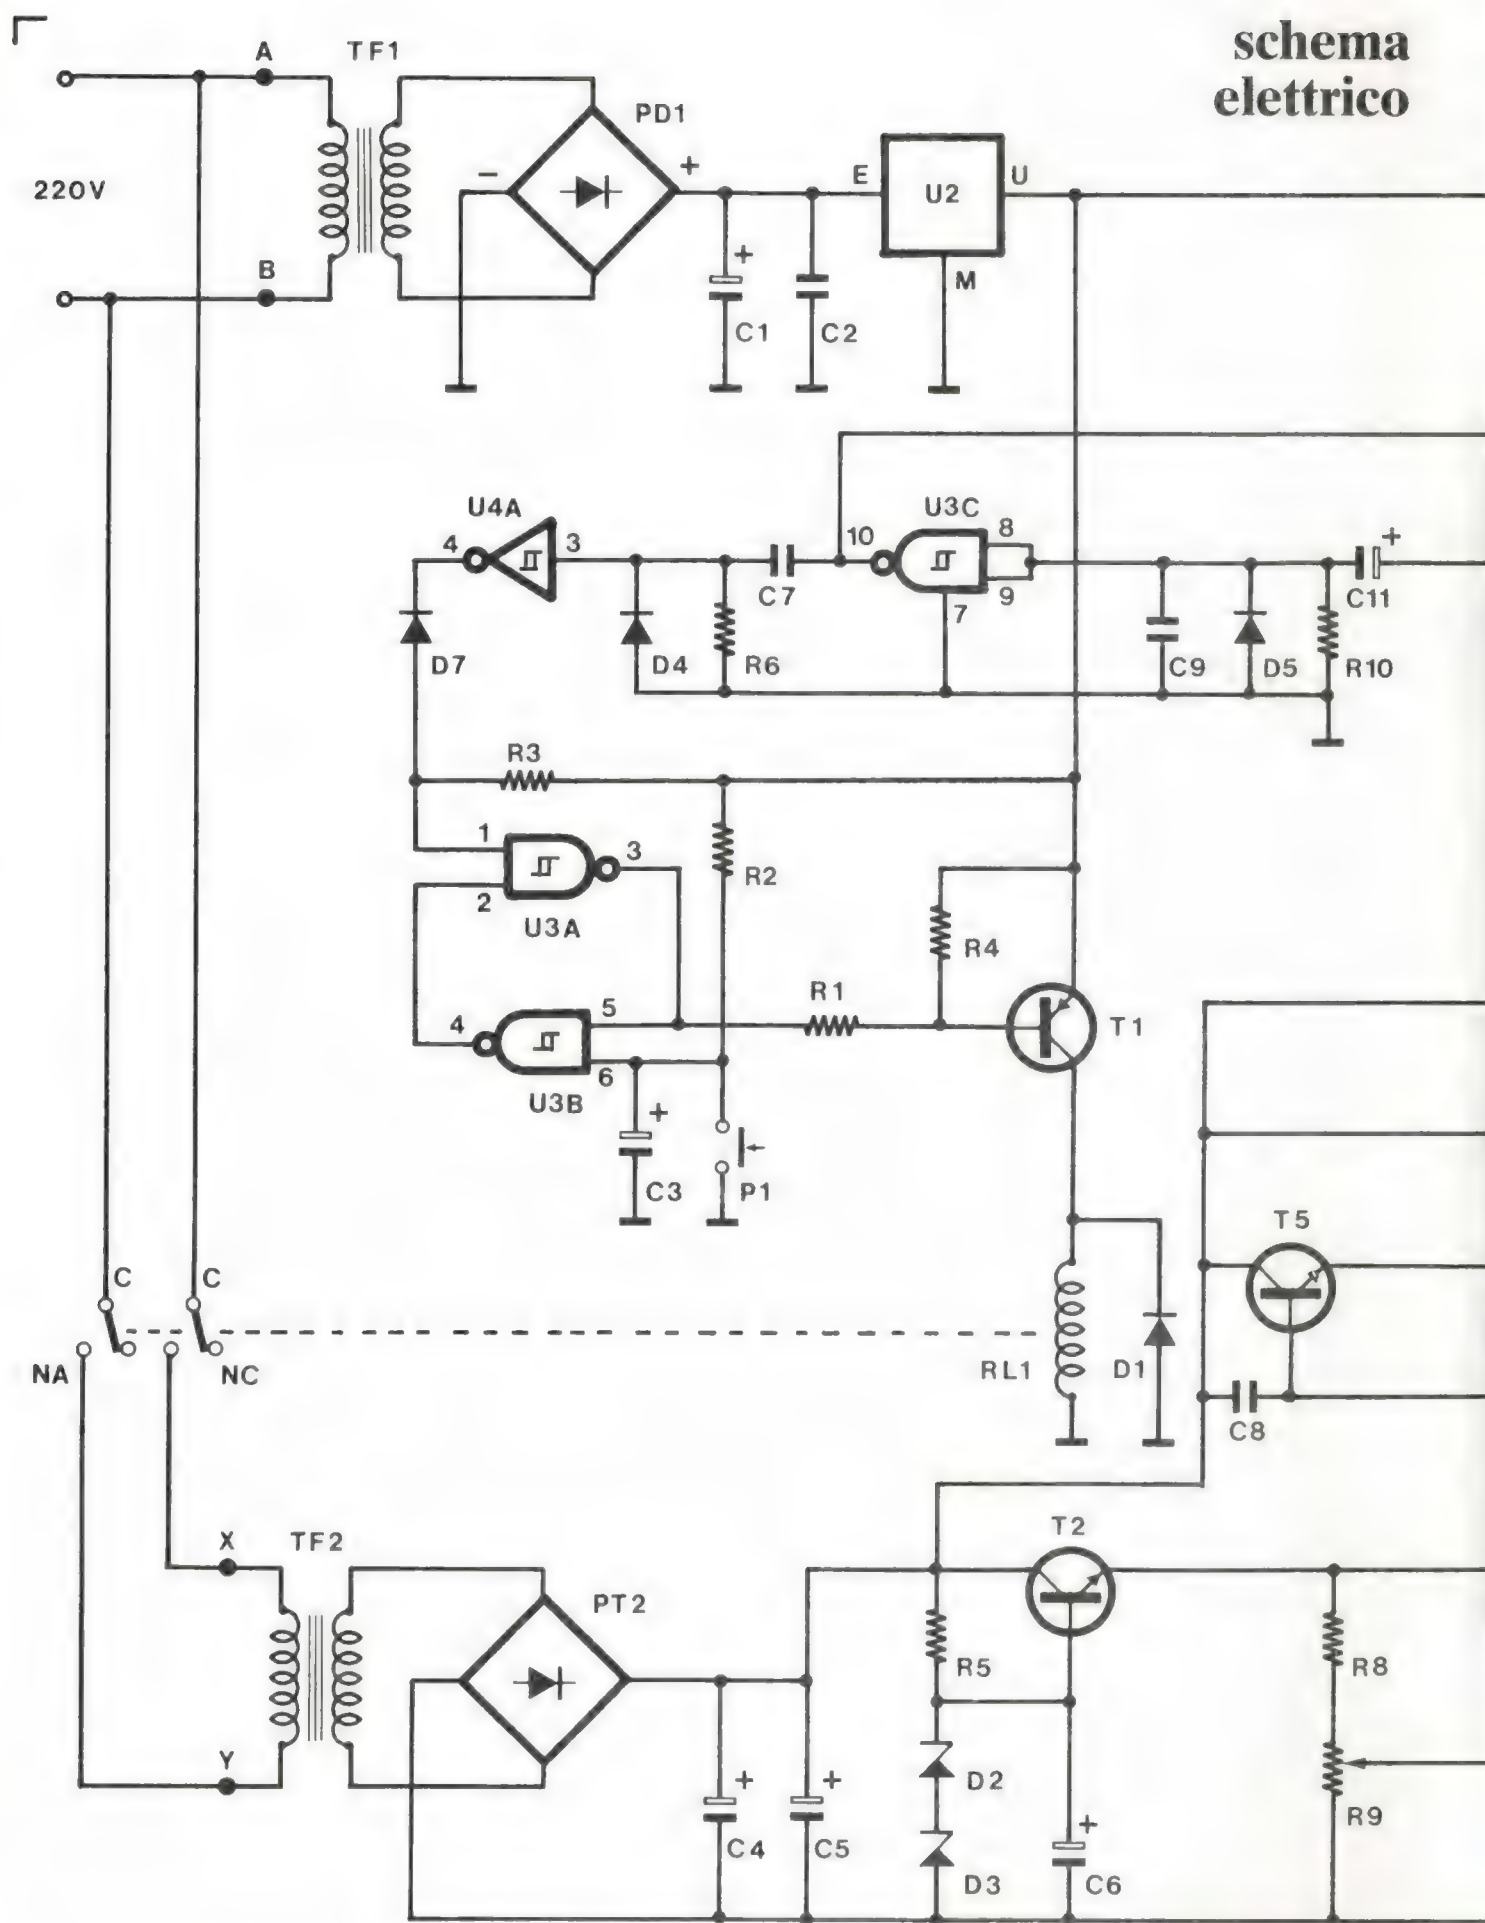 schema
elettrico
A
TF1
PD1
220V
−
+
E
U2
U
B
+
M
C1
C2
U4A
U3C
4
3
10
8
+
C7
9
C11
7
D7
D4
R6
C9
D5
R10
R3
1
3
R2
2
U3A
R4
R1
5
4
T1
6
U3B
+
C3
P1
T5
C
C
NA
NC
RL1
D1
C8
X
TF2
T2
PT2
R5
R8
Y
+
+
D2
R9
C4
C5
+
D3
C6